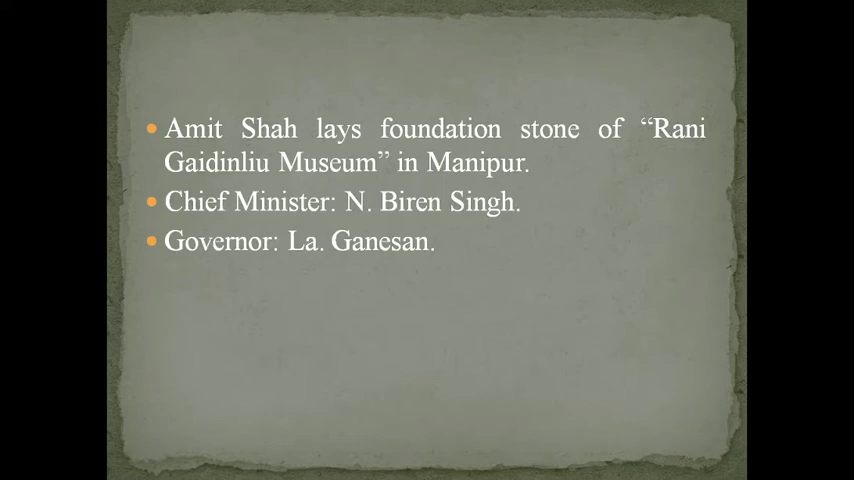 • Amit Shah lays foundation stone of “Rani
Gaidinliu Museum” in Manipur.
• Chief Minister: N. Biren Singh.
• Governor: La. Ganesan.